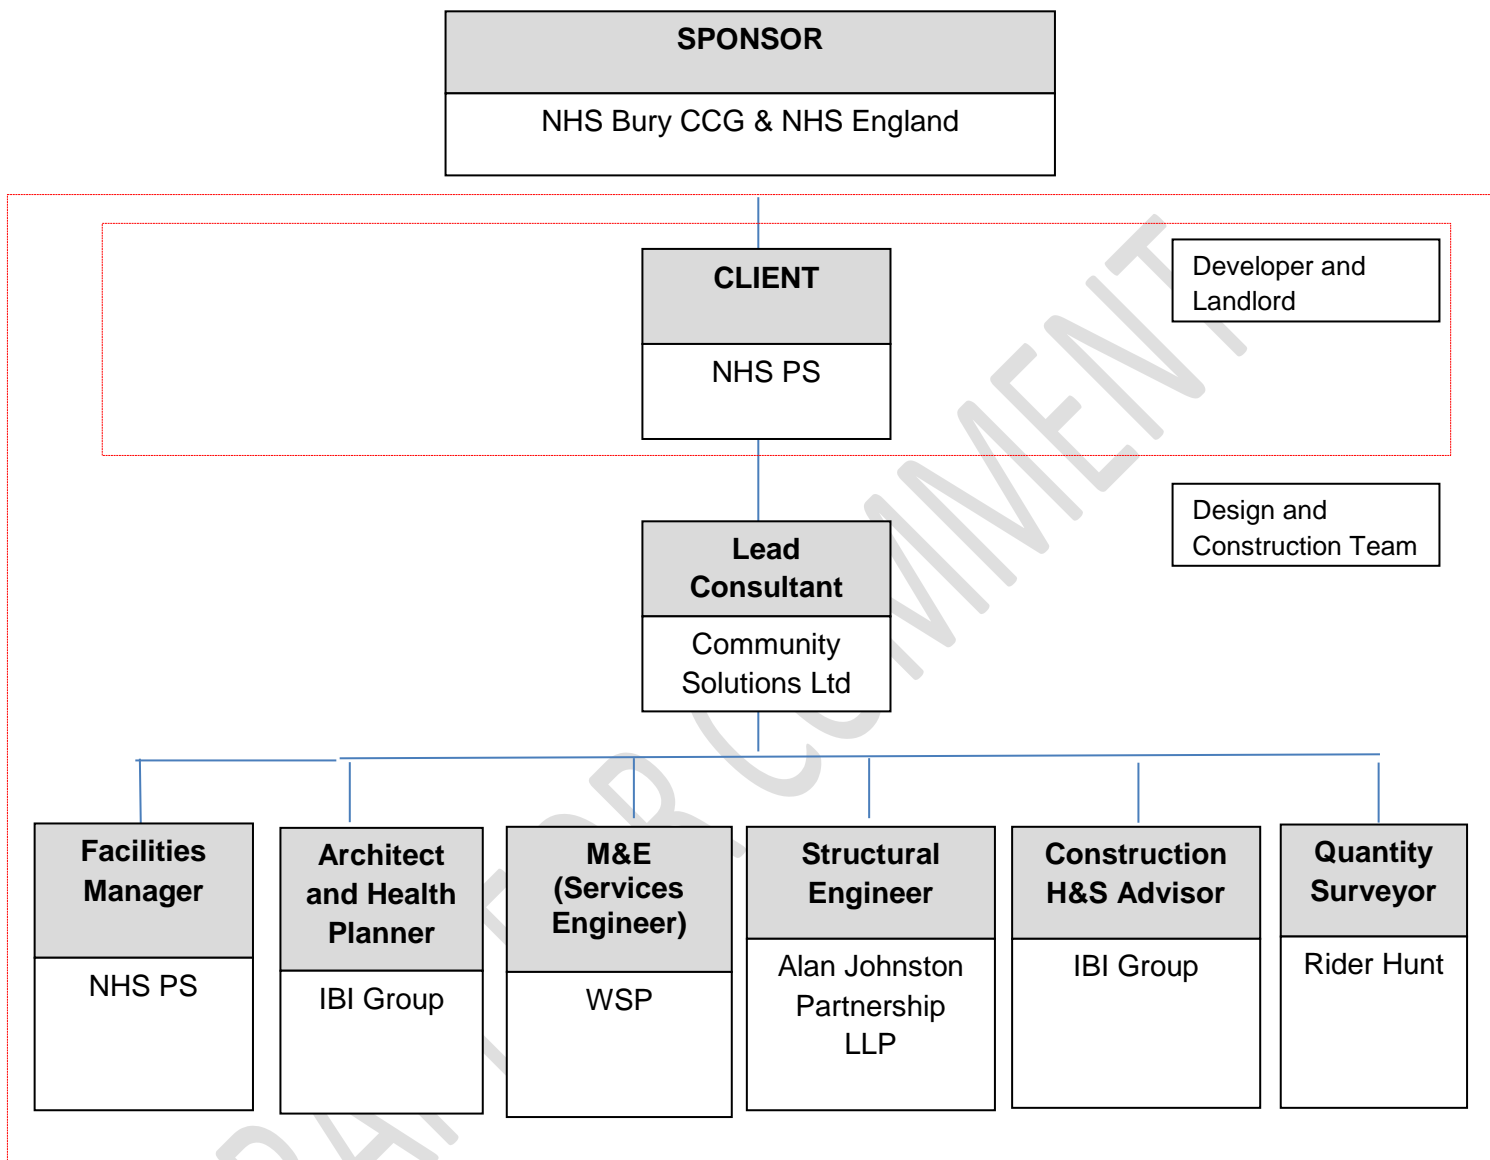 SPONSOR
NHS Bury CCG & NHS England
CLIENT
NHS PS
Developer and
Landlord
Design and
Construction Team
Lead
Consultant
Community
Solutions Ltd
Facilities
Manager
NHS PS
Architect
and Health
Planner
IBI Group
M&E
(Services
Engineer)
WSP
Structural
Engineer
Alan Johnston
Partnership
LLP
Construction
H&S Advisor
IBI Group
Quantity
Surveyor
Rider Hunt
FOR COMMENT